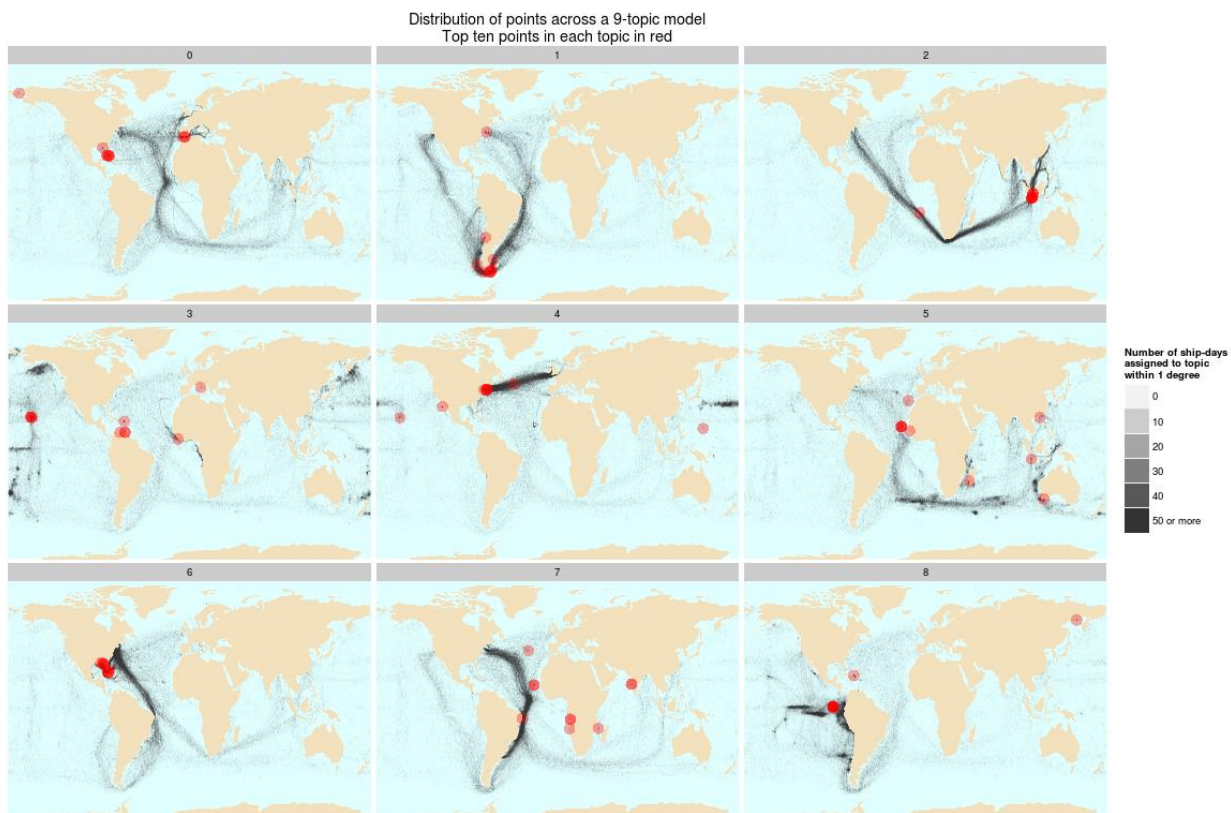 Distribution of points across a 9-topic model
Top ten points in each topic in red
0
1
2
3
4
5
6
7
8
Number of ship-days
assigned to topic
within 1 degree
0
10
20
30
40
50 or more